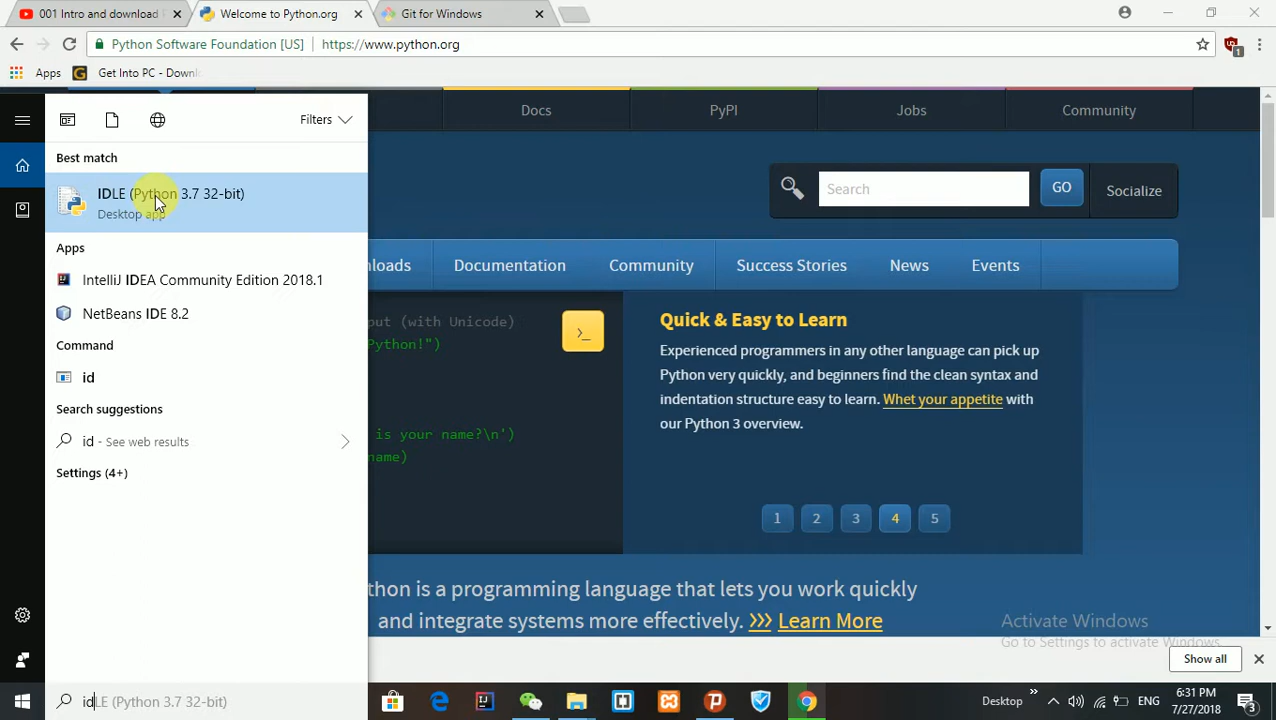 001 Intro and download P
Welcome to Python.org
Git for Windows
Python Software Foundation [US]
https://www.python.org
1
Apps
Get Into PC - Downl
Filters
Docs
PyPI
Jobs
Community
Best match
IDLE (Python 3.7 32-bit)
Desktop app
Search
GO
Socialize
Apps
IntelliJ IDEA Community Edition 2018.1
NetBeans IDE 8.2
nloads
Documentation
Community
Success Stories
News
Events
put (with Unicode)
Python!")
>_
Quick & Easy to Learn
Experienced programmers in any other language can pick up
Python very quickly, and beginners find the clean syntax and
indentation structure easy to learn. Whet your appetite with
our Python 3 overview.
Command
id
Search suggestions
id - See web results
is your name?\n')
name)
Settings (4+)
1
2
3
4
5
thon is a programming language that lets you work quickly
and integrate systems more effectively. >>> Learn More
Activate Windows
Go to Settings to activate Windows.
Show all
idLE (Python 3.7 32-bit)
Desktop
ENG
6:31 PM
7/27/2018
3